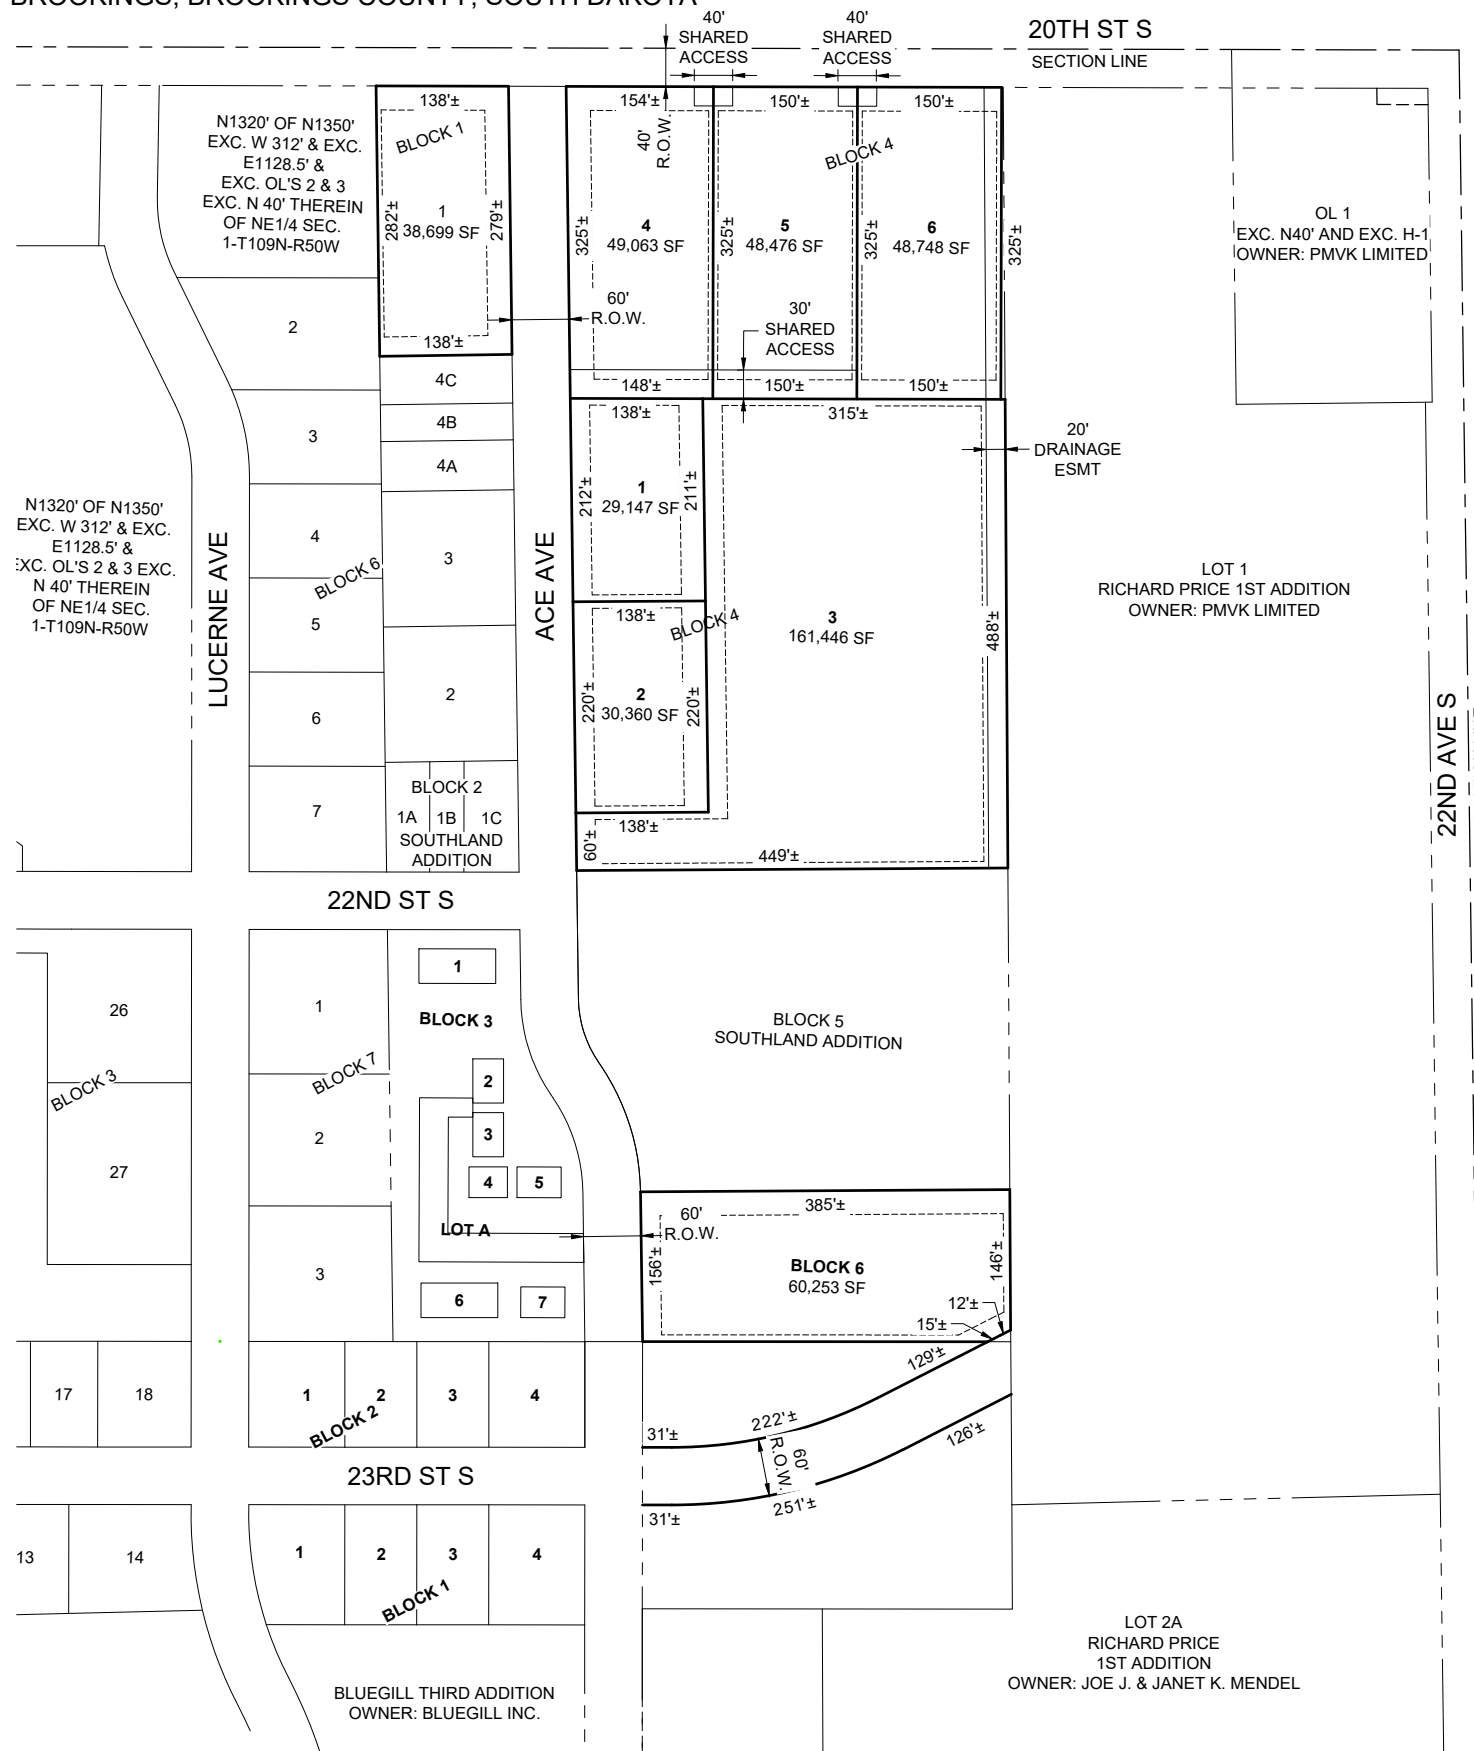 BROOKINGS, BROOKINGS COUNTY, SOUTH DAKOTA
40'
SHARED
ACCESS
40'
SHARED
ACCESS
20TH ST S
SECTION LINE
N1320' OF N1350'
EXC. W 312' & EXC.
E1128.5' &
EXC. OL'S 2 & 3
EXC. N 40' THEREIN
OF NE1/4 SEC.
1-T109N-R50W
138'±
BLOCK 1
282'±
1
38,699 SF
279'±
138'±
154'±
40'
R.O.W.
150'±
150'±
BLOCK 4
325'±
4
49,063 SF
325'±
5
48,476 SF
325'±
6
48,748 SF
325'±
60'
R.O.W.
30'
SHARED
ACCESS
148'±
150'±
150'±
OL 1
EXC. N40' AND EXC. H-1
OWNER: PMVK LIMITED
2
3
4
5
6
7
BLOCK 6
4C
4B
4A
3
2
BLOCK 2
1A
1B
1C
SOUTHLAND
ADDITION
N1320' OF N1350'
EXC. W 312' & EXC.
E1128.5' &
EXC. OL'S 2 & 3 EXC.
N 40' THEREIN
OF NE1/4 SEC.
1-T109N-R50W
LUCERNE AVE
ACE AVE
138'±
212'±
1
29,147 SF
211'±
315'±
20'
DRAINAGE
ESMT
138'±
BLOCK 4
220'±
2
30,360 SF
220'±
3
161,446 SF
488'±
138'±
60'±
449'±
LOT 1
RICHARD PRICE 1ST ADDITION
OWNER: PMVK LIMITED
22ND AVE S
22ND ST S
26
27
BLOCK 3
1
2
3
BLOCK 7
1
BLOCK 3
2
3
4
5
LOT A
6
7
BLOCK 5
SOUTHLAND ADDITION
60'
R.O.W.
385'±
156'±
BLOCK 6
60,253 SF
146'±
12'±
15'±
129'±
17
18
1
2
3
4
BLOCK 2
31'±
222'±
60'
R.O.W.
126'±
251'±
31'±
23RD ST S
13
14
1
2
3
4
BLOCK 1
BLUEGILL THIRD ADDITION
OWNER: BLUEGILL INC.
LOT 2A
RICHARD PRICE
1ST ADDITION
OWNER: JOE J. & JANET K. MENDEL